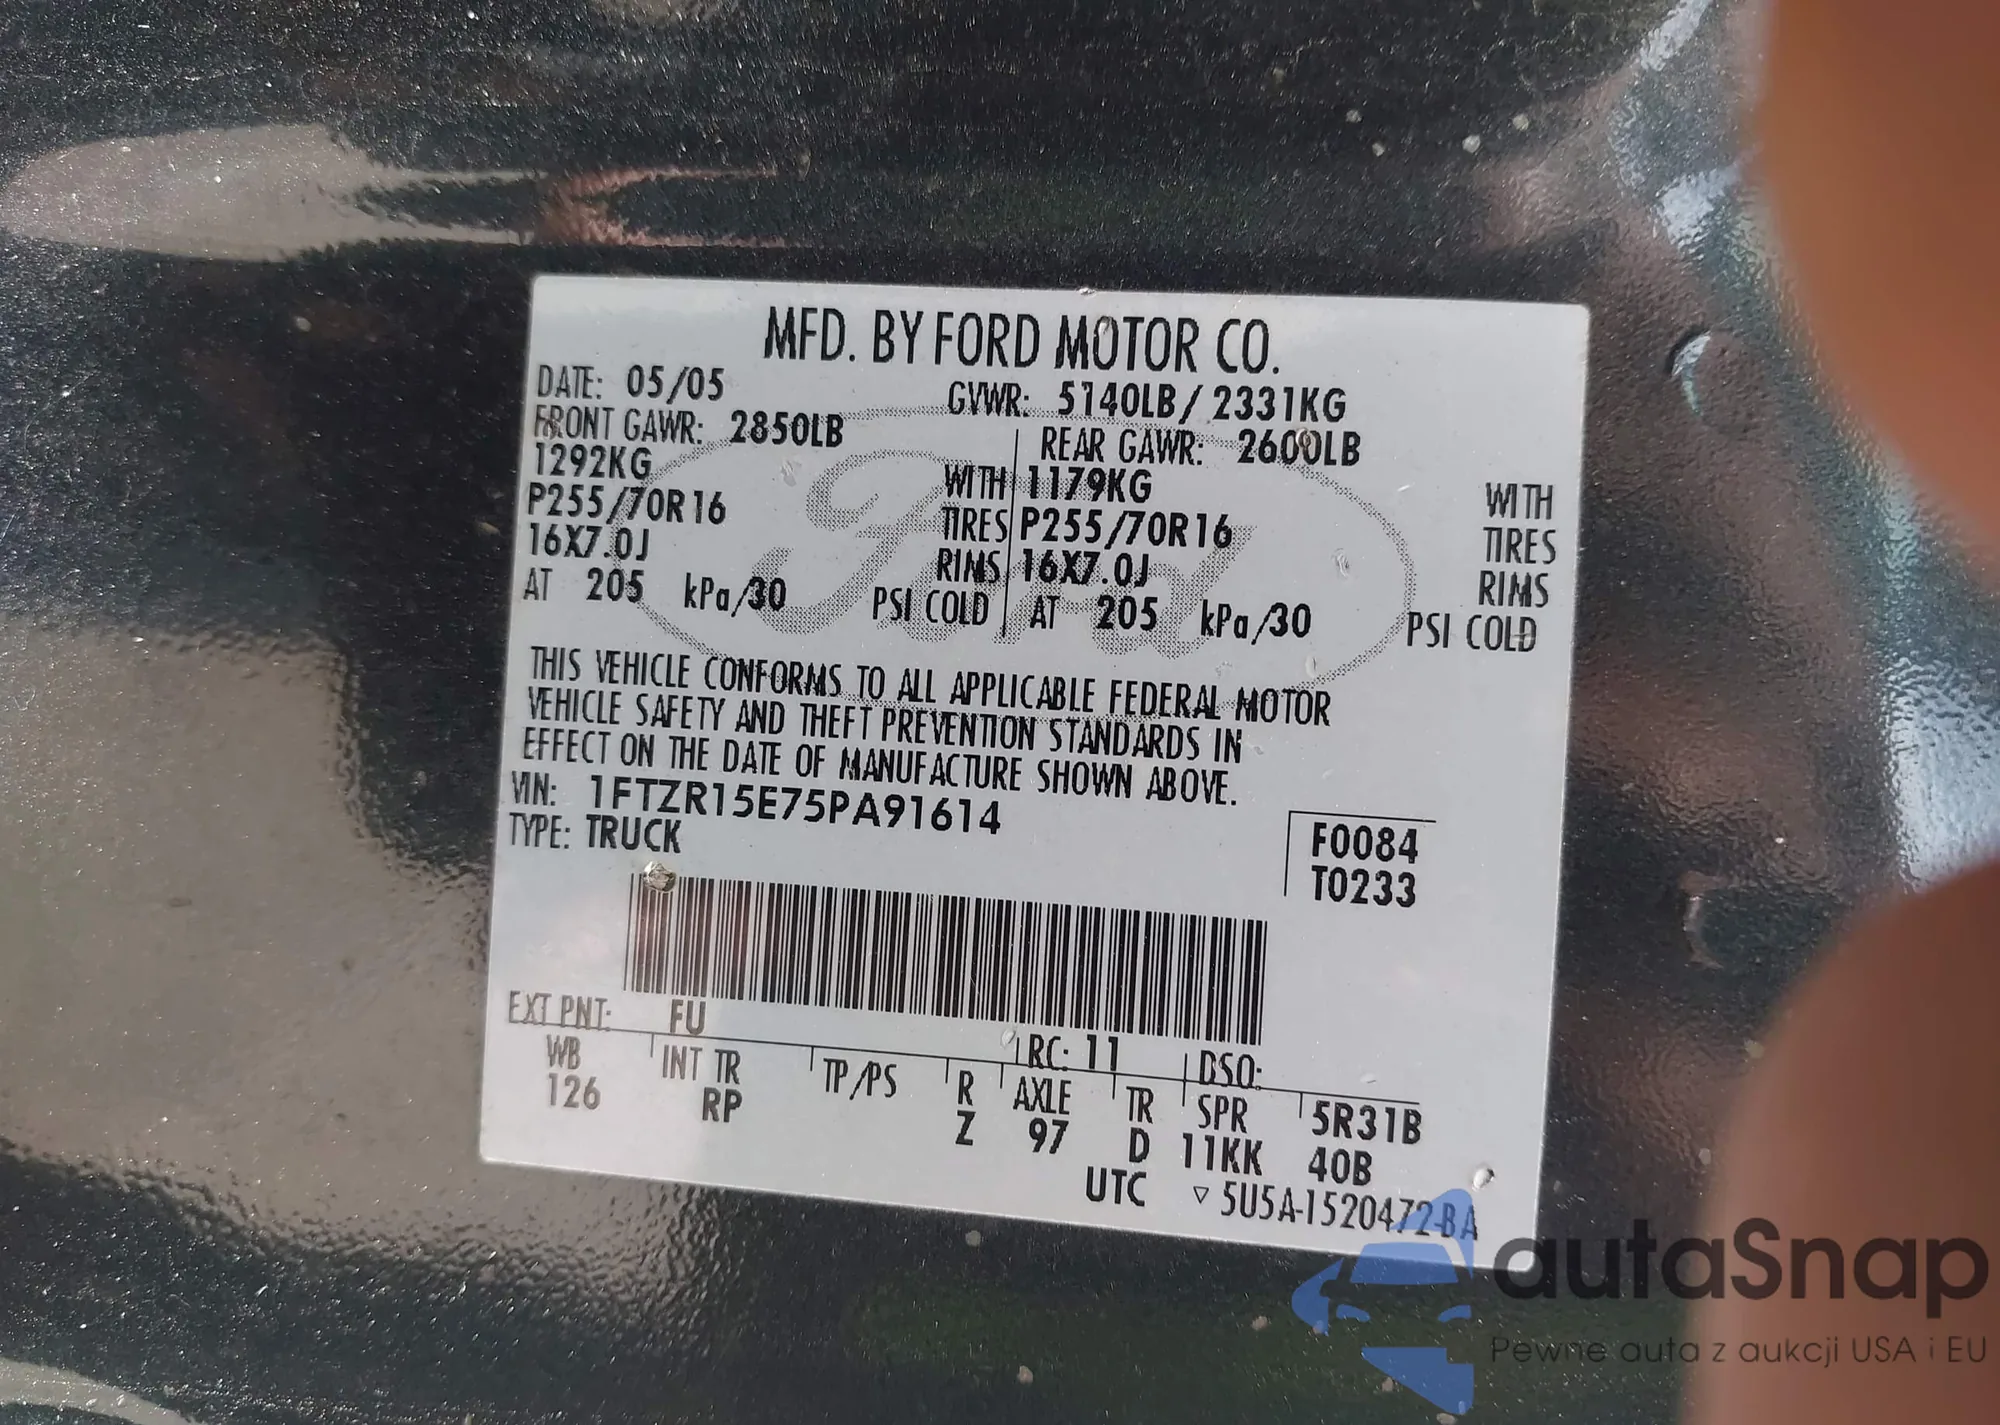 MFD. BY FORD MOTOR CO.
DATE: 05/05 GVWR: 5140LB / 2331KG
FRONT GAWR: 2850LB REAR GAWR: 2600LB
1292KG WITH 1179KG WITH
P255/70R16 TIRES P255/70R16 TIRES
16X7.0J RIMS 16X7.0J RIMS
AT 205 kPa/30 PSI COLD AT 205 kPa/30 PSI COLD
Ford
THIS VEHICLE CONFORMS TO ALL APPLICABLE FEDERAL MOTOR
VEHICLE SAFETY AND THEFT PREVENTION STANDARDS IN
EFFECT ON THE DATE OF MANUFACTURE SHOWN ABOVE.
VIN: 1FTZR15E75PA91614
TYPE: TRUCK
F0084
T0233
EXT PNT: FU RC: 11 DSO:
WB INT TR TP/PS R AXLE TR SPR 5R31B
126 RP Z 97 D 11KK 40B
UTC ▽ 5U5A-1520472-BA
autaSnap
Pewne auta z aukcji USA i EU